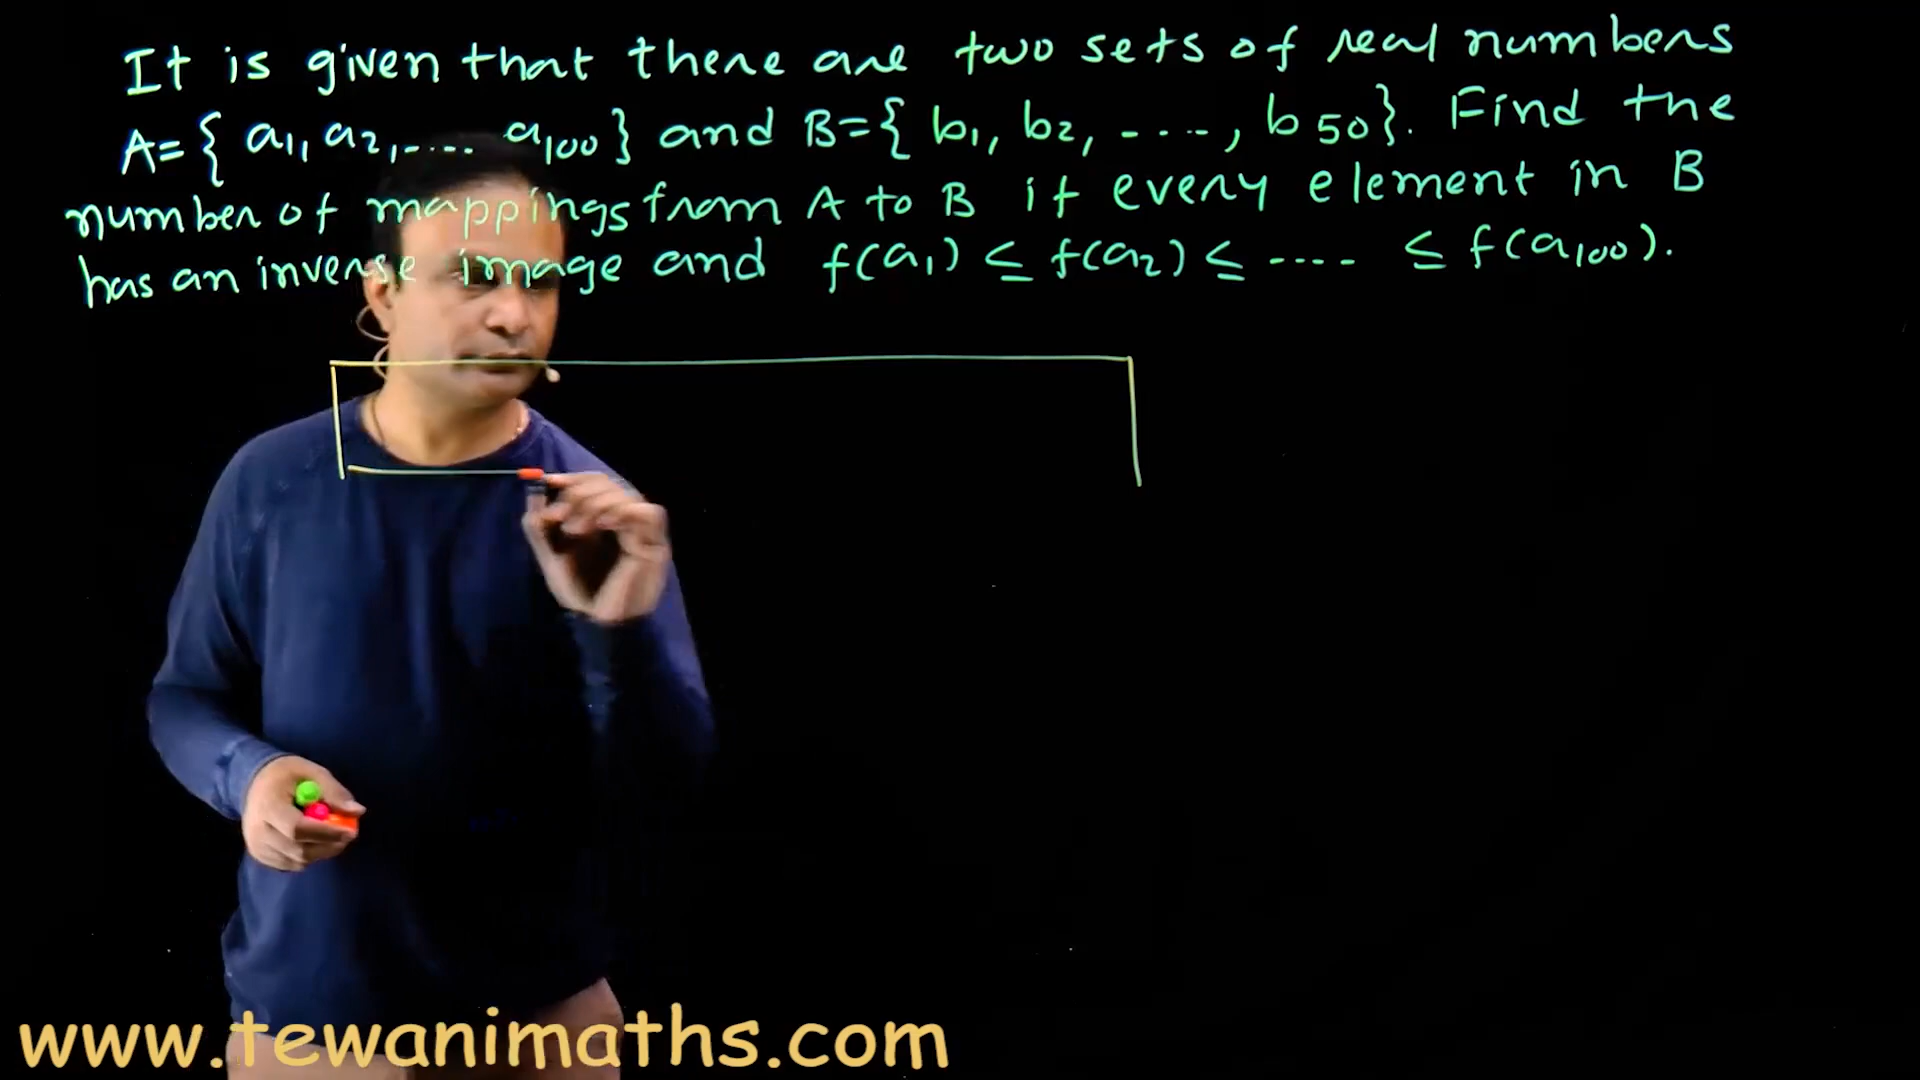 It is given that there are two sets of real numbers
A={ a1, a2,.... a100} and B={ b1, b2, ...., b50}. Find the
number of mappings from A to B if every element in B
has an inverse image and f(a1) ≤ f(a2) ≤ .... ≤ f(a100).
www.tewanimaths.com